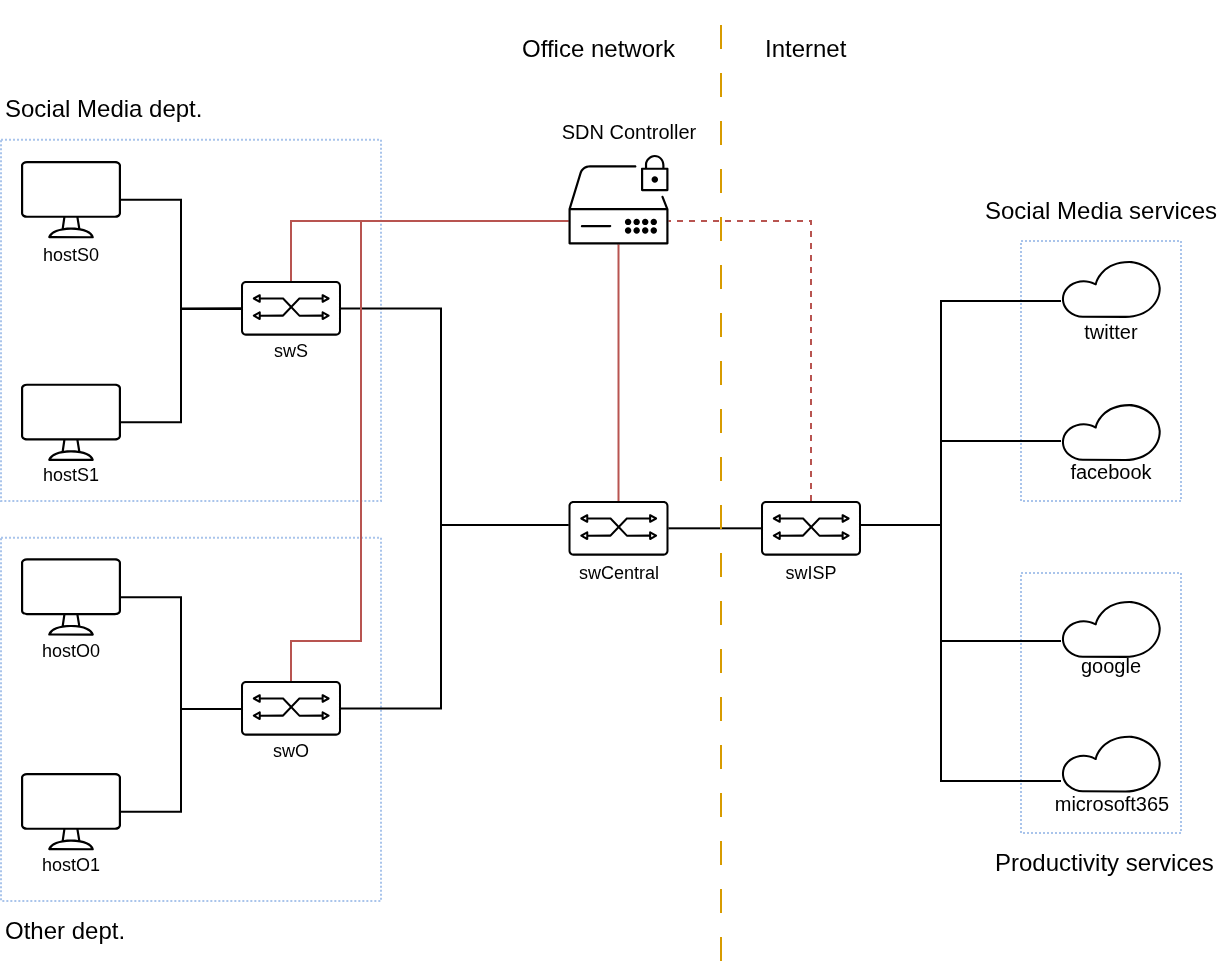 Office network
Internet
Social Media dept.
SDN Controller
Social Media services
hostS0
twitter
swS
hostS1
facebook
swCentral
swISP
hostO0
google
swO
microsoft365
hostO1
Productivity services
Other dept.